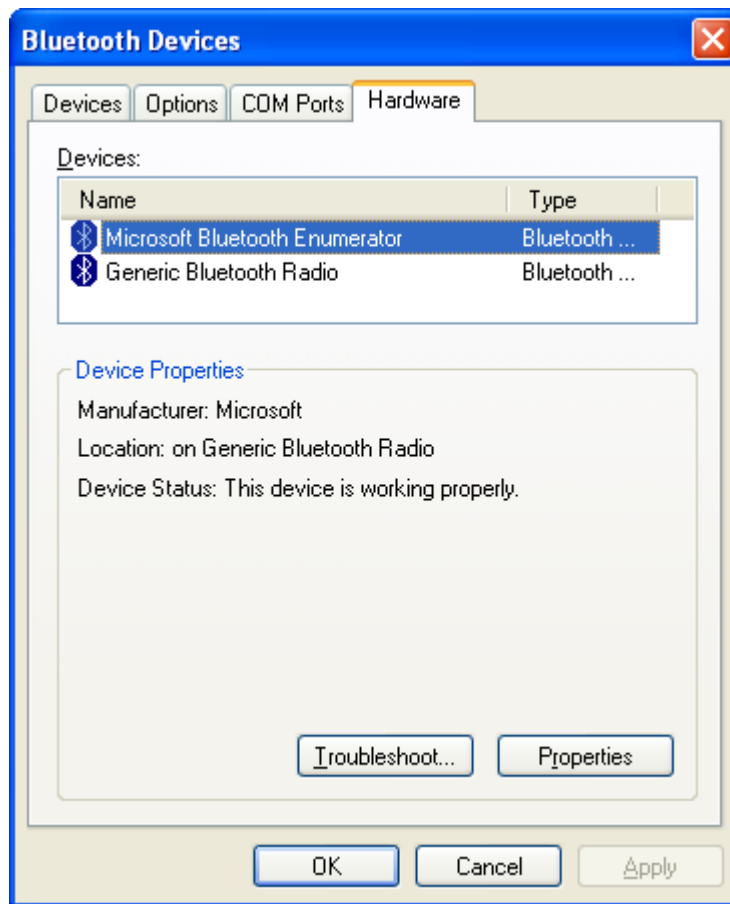 Bluetooth Devices
Devices Options COM Ports Hardware
Devices:
Name Type
Microsoft Bluetooth Enumerator Bluetooth ...
Generic Bluetooth Radio Bluetooth ...
Device Properties
Manufacturer: Microsoft
Location: on Generic Bluetooth Radio
Device Status: This device is working properly.
Troubleshoot... Properties
OK Cancel Apply